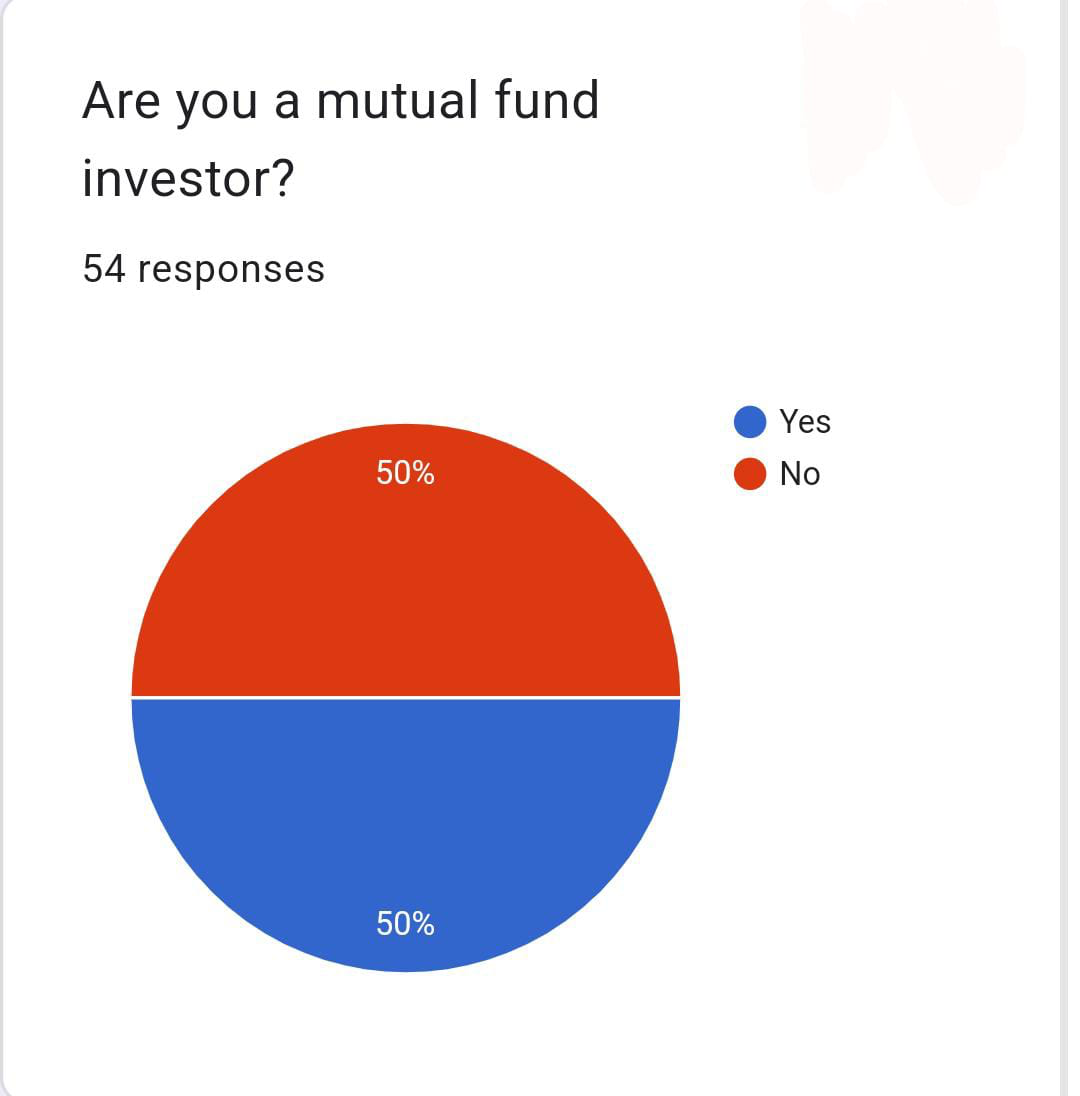 Are you a mutual fund
investor?
54 responses
Yes
No
50%
50%